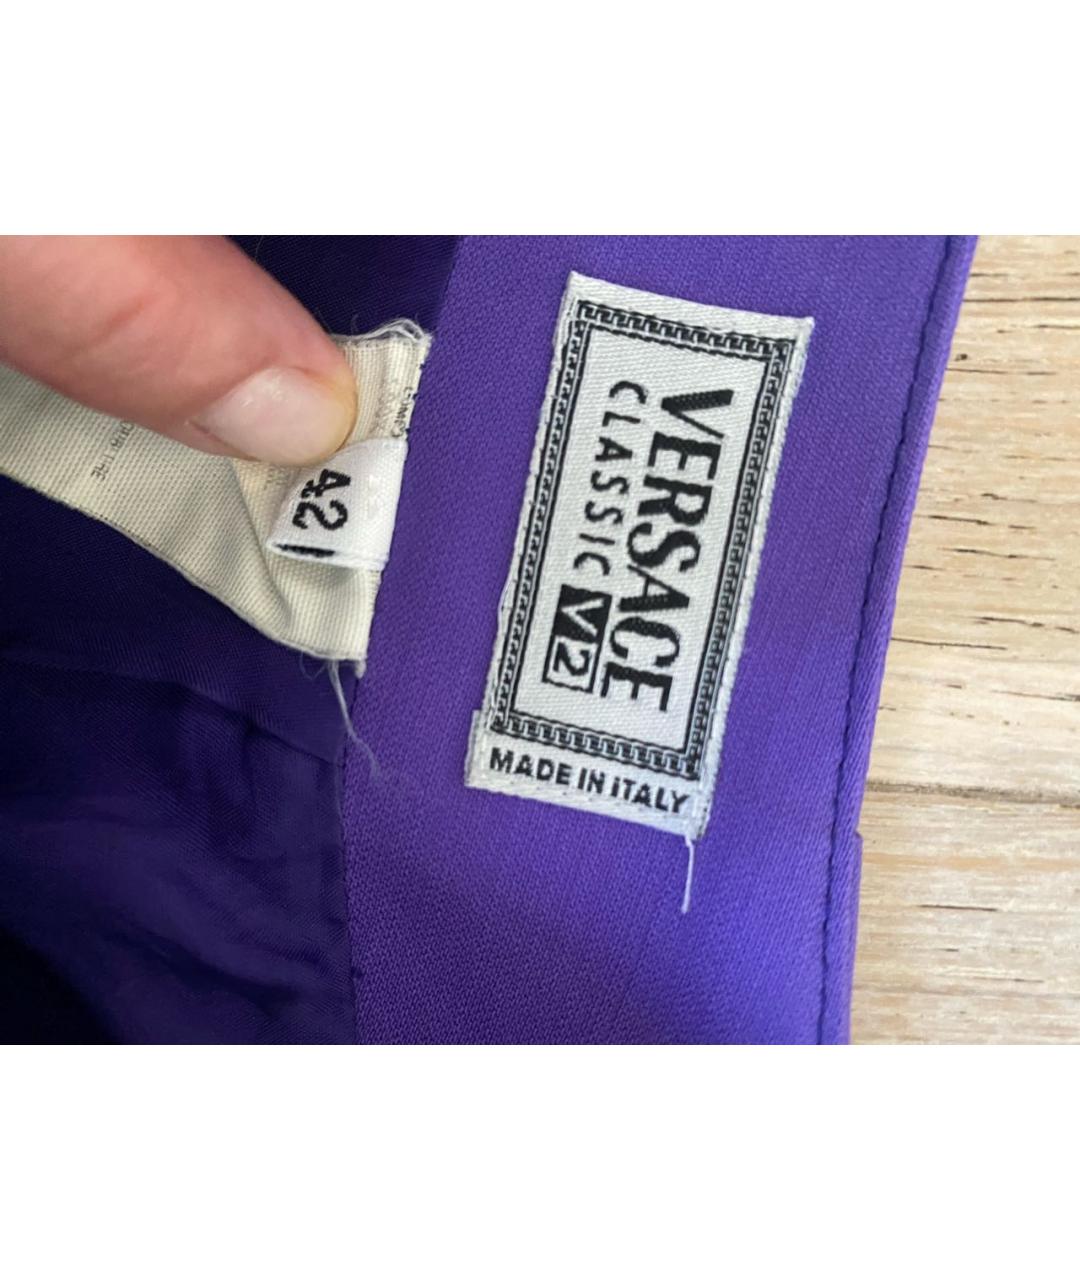 VERSACE
CLASSIC V2
MADE IN ITALY
42